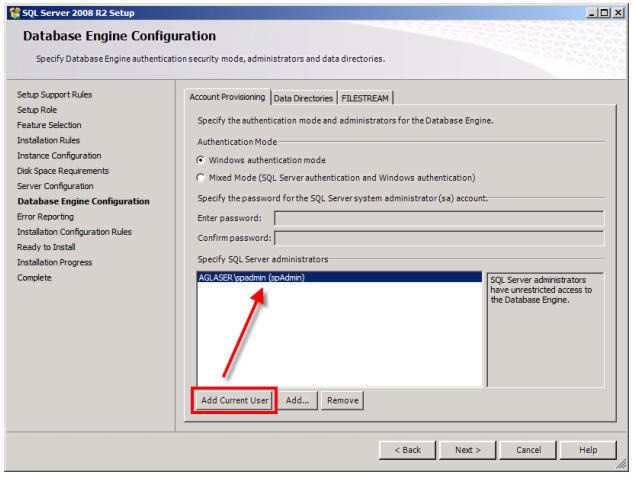 SQL Server 2008 R2 Setup
Database Engine Configuration
Specify Database Engine authentication security mode, administrators and data directories.
Setup Support Rules
Setup Role
Feature Selection
Installation Rules
Instance Configuration
Disk Space Requirements
Server Configuration
Database Engine Configuration
Error Reporting
Installation Configuration Rules
Ready to Install
Installation Progress
Complete
Account Provisioning Data Directories FILESTREAM
Specify the authentication mode and administrators for the Database Engine.
Authentication Mode
Windows authentication mode
Mixed Mode (SQL Server authentication and Windows authentication)
Specify the password for the SQL Server system administrator (sa) account.
Enter password:
Confirm password:
Specify SQL Server administrators
AGLASER\spadmin (spAdmin)
SQL Server administrators
have unrestricted access to
the Database Engine.
Add Current User Add... Remove
< Back Next > Cancel Help